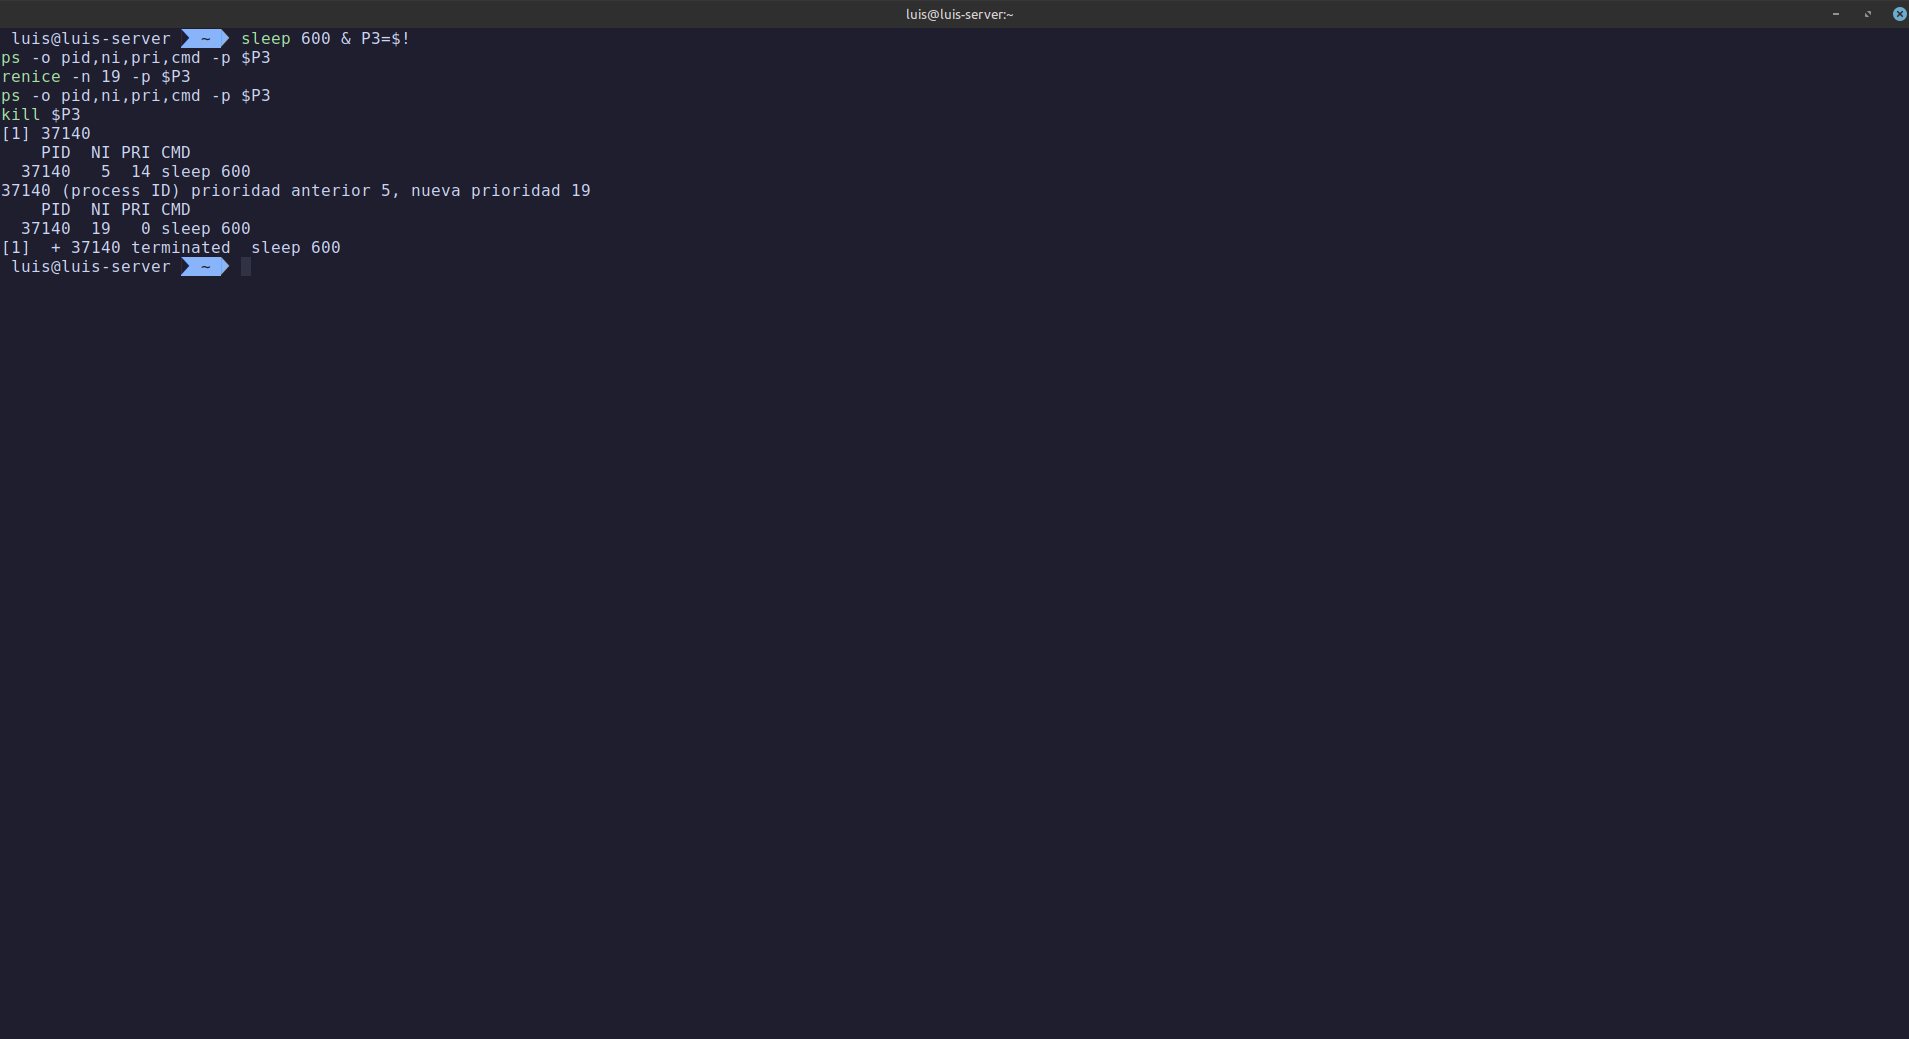 luis@luis-server:~
luis@luis-server ~ sleep 600 & P3=$!
ps -o pid,ni,pri,cmd -p $P3
renice -n 19 -p $P3
ps -o pid,ni,pri,cmd -p $P3
kill $P3
[1] 37140
    PID  NI PRI CMD
  37140   5  14 sleep 600
37140 (process ID) prioridad anterior 5, nueva prioridad 19
    PID  NI PRI CMD
  37140  19   0 sleep 600
[1]  + 37140 terminated  sleep 600
luis@luis-server ~